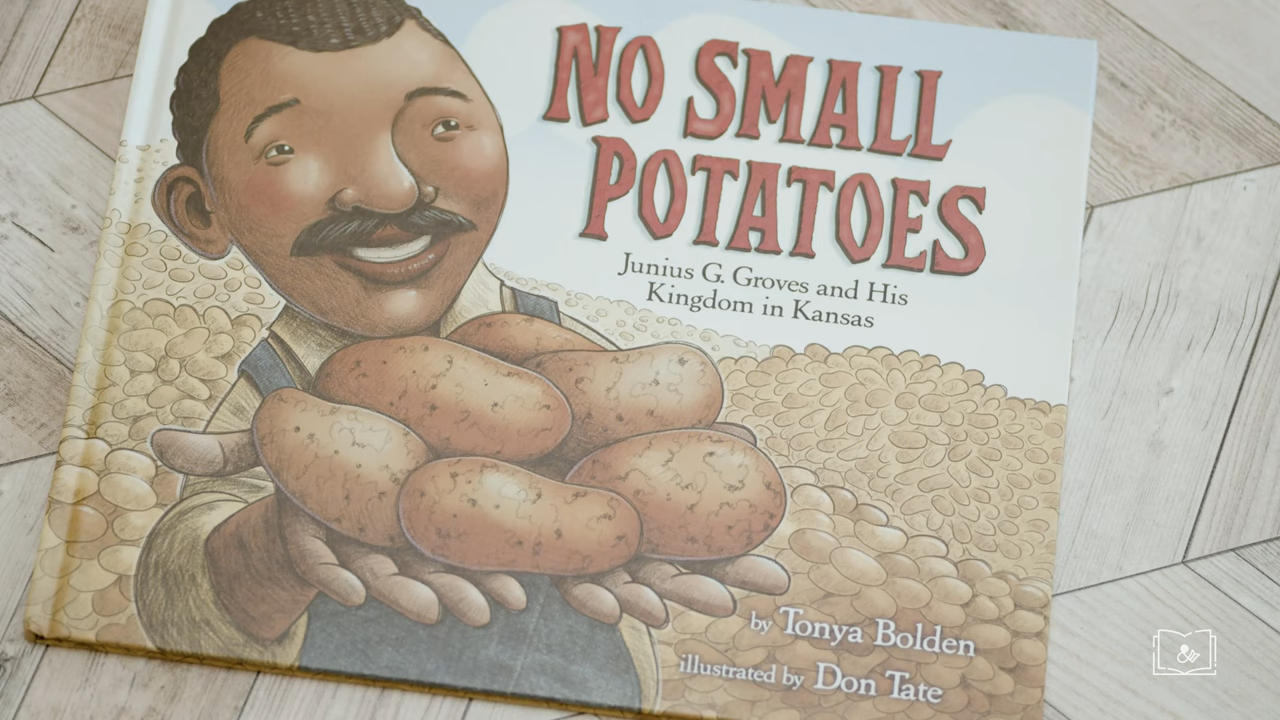 NO SMALL
POTATOES
Junius G. Groves and His
Kingdom in Kansas
by Tonya Bolden
illustrated by Don Tate
&